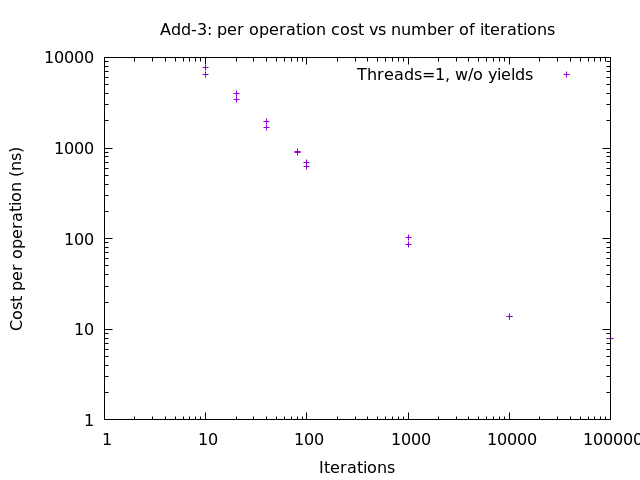 Add-3: per operation cost vs number of iterations
10000
Threads=1, w/o yields
1000
Cost per operation (ns)
100
10
1
1 10 100 1000 10000 100000
Iterations